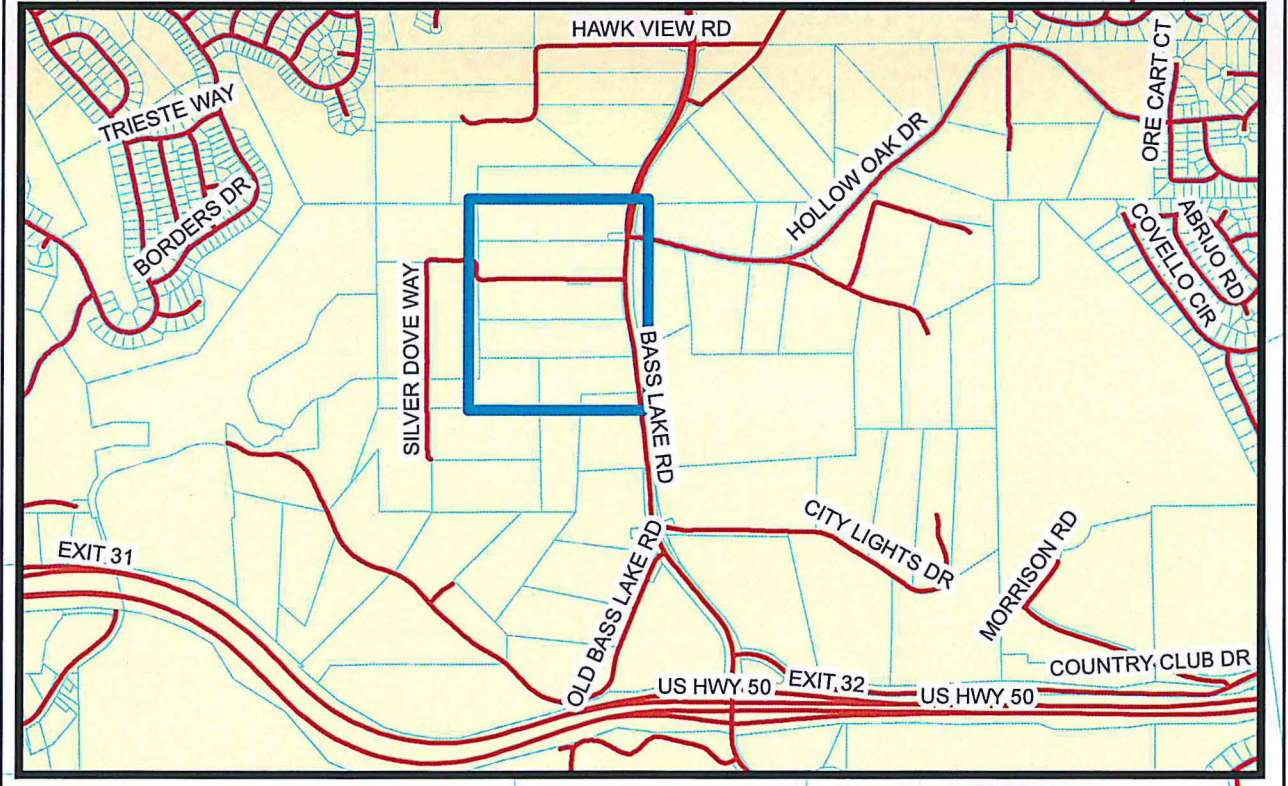 HAWK VIEW RD
ORE CART CT
TRIESTE WAY
HOLLOW OAK DR
BORDERS DR
ABRIJO RD
COVELLO CIR
SILVER DOVE WAY
BASS LAKE RD
CITY LIGHTS DR
MORRISON RD
EXIT 31
OLD BASS LAKE RD
COUNTRY CLUB DR
US HWY 50
EXIT 32
US HWY 50